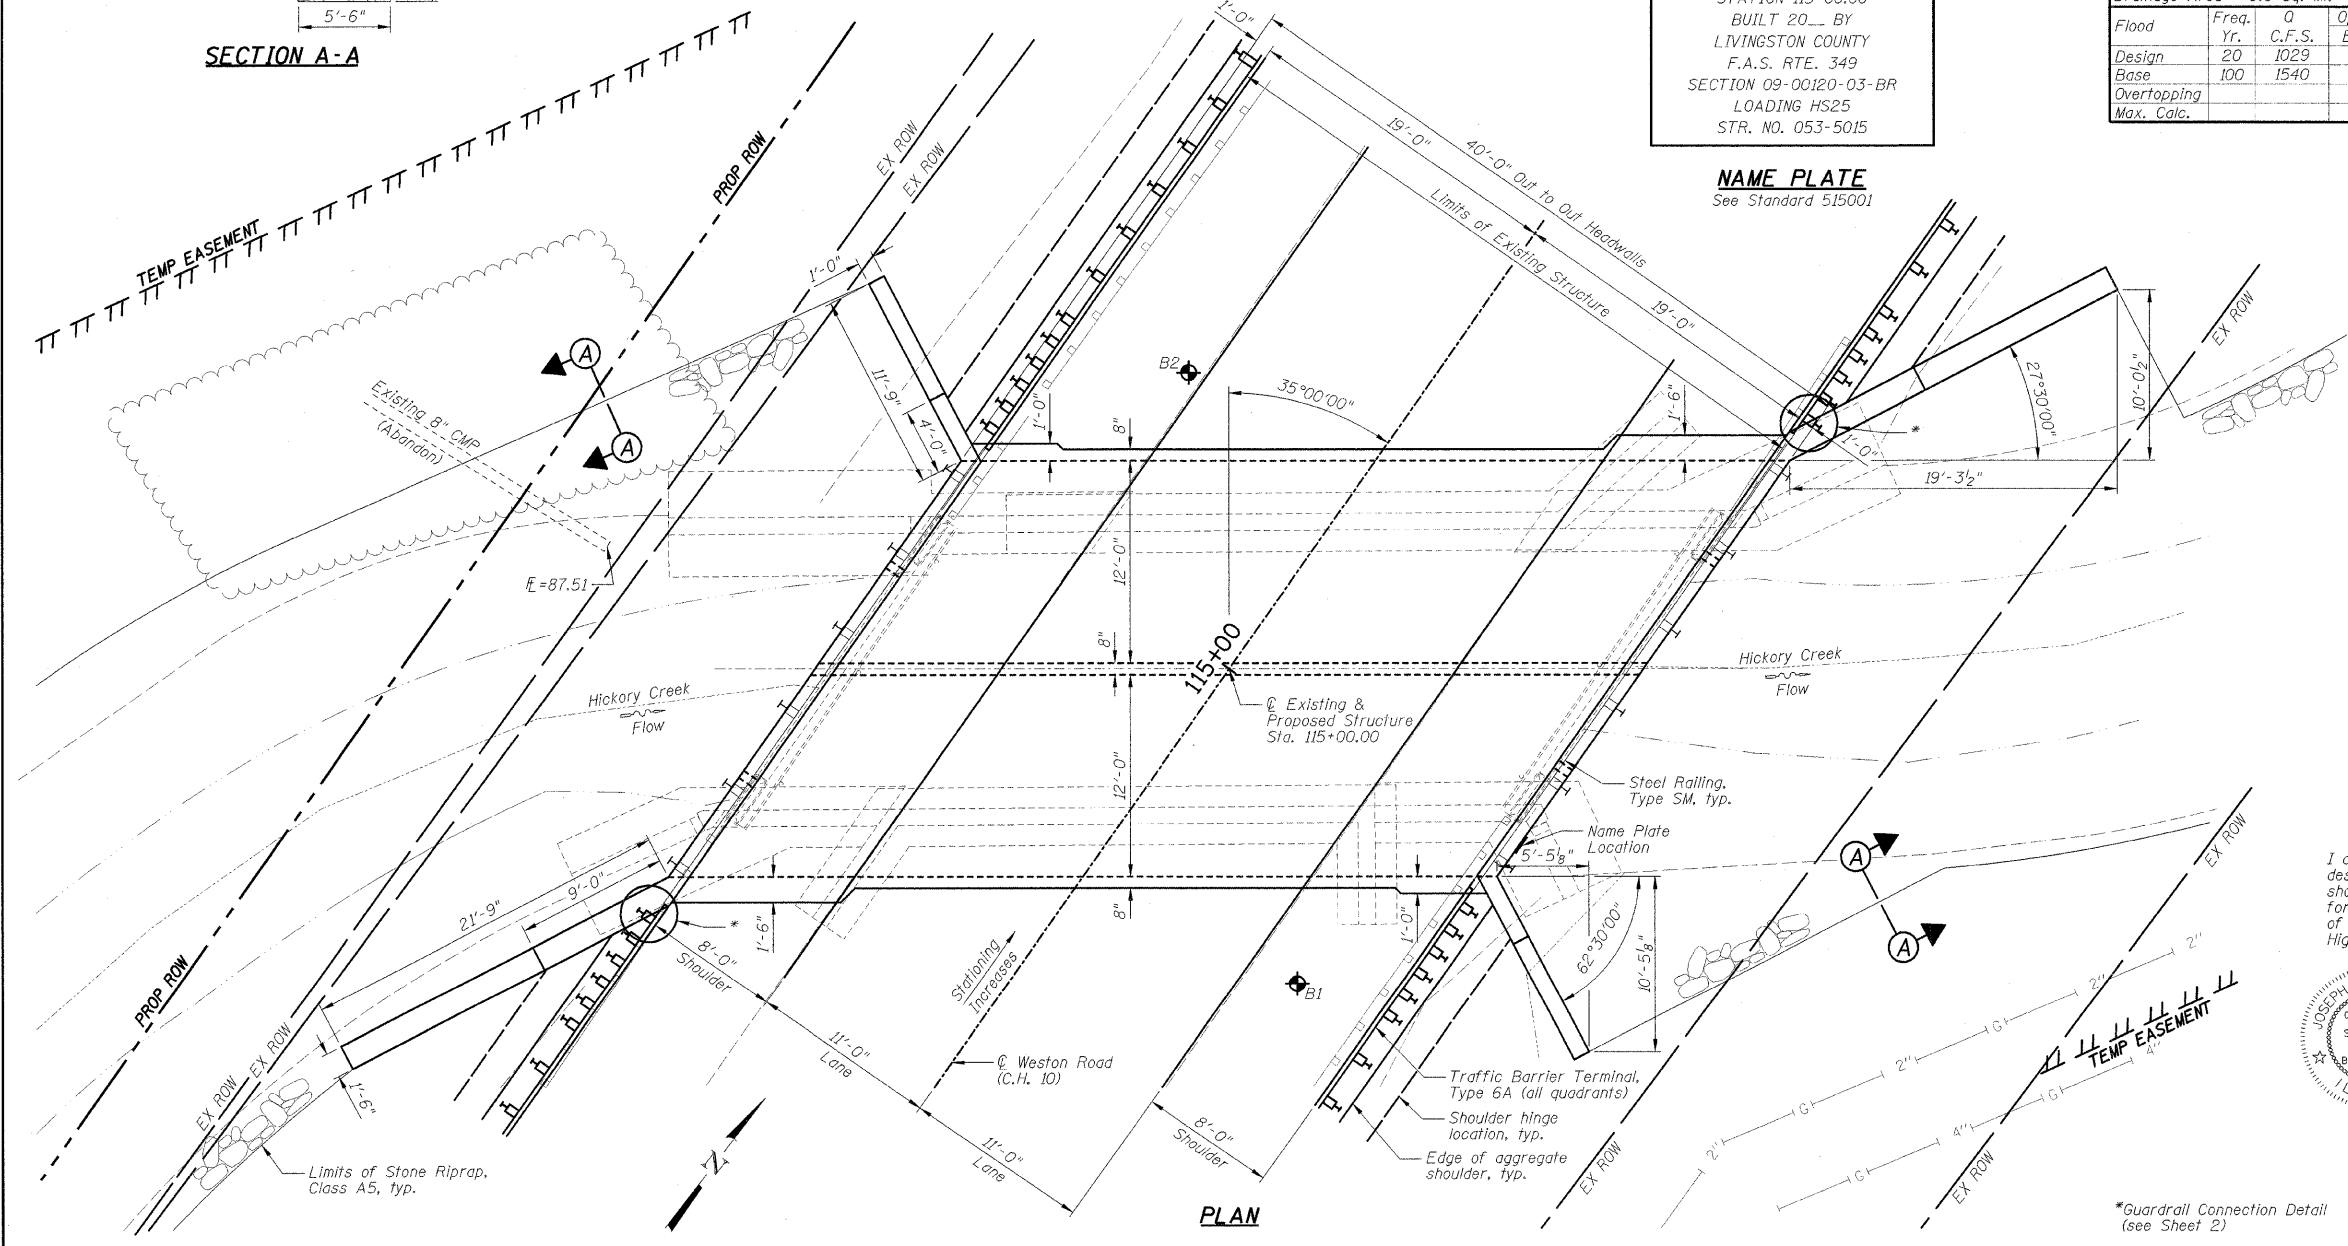 5'-6"
SECTION A-A
BUILT 20__ BY
LIVINGSTON COUNTY
F.A.S. RTE. 349
SECTION 09-00120-03-BR
LOADING HS25
STR. NO. 053-5015
NAME PLATE
See Standard 515001
Flood Freq. Yr. Q C.F.S.
Design 20 1029
Base 100 1540
Overtopping
Max. Calc.
TEMP EASEMENT
PROP ROW
EX ROW
EX ROW
1'-0"
19'-0"
40'-0" Out to Out Headwalls
Limits of Existing Structure
19'-0"
1'-0"
11'-9"
4'-0"
A
A
Existing 8" CMP
(Abandon)
B2
35°00'00"
1'-0"
8"
1'-6"
1'-0"
*
27°30'00"
10'-0½"
19'-3½"
EX ROW
12'-0"
℄=87.51
8"
115+00
Hickory Creek
Flow
Hickory Creek
Flow
℄ Existing &
Proposed Structure
Sta. 115+00.00
12'-0"
Steel Railing,
Type SM, typ.
Name Plate
Location
5'-5⅛"
21'-9"
9'-0"
*
1'-6"
8"
1'-0"
62°30'00"
10'-5⅛"
A
A
EX ROW
8'-0"
Shoulder
Stationing
Increases
B1
11'-0"
Lane
℄ Weston Road
(C.H. 10)
PROP ROW
EX ROW
EX ROW
1'-6"
Limits of Stone Riprap,
Class A5, typ.
N
11'-0"
Lane
8'-0"
Shoulder
Traffic Barrier Terminal,
Type 6A (all quadrants)
Shoulder hinge
location, typ.
Edge of aggregate
shoulder, typ.
EX ROW
EX ROW
2" G 2" G 2" 2"
G 4" G 4"
TEMP EASEMENT
JOSEPH
PLAN
*Guardrail Connection Detail
(see Sheet 2)